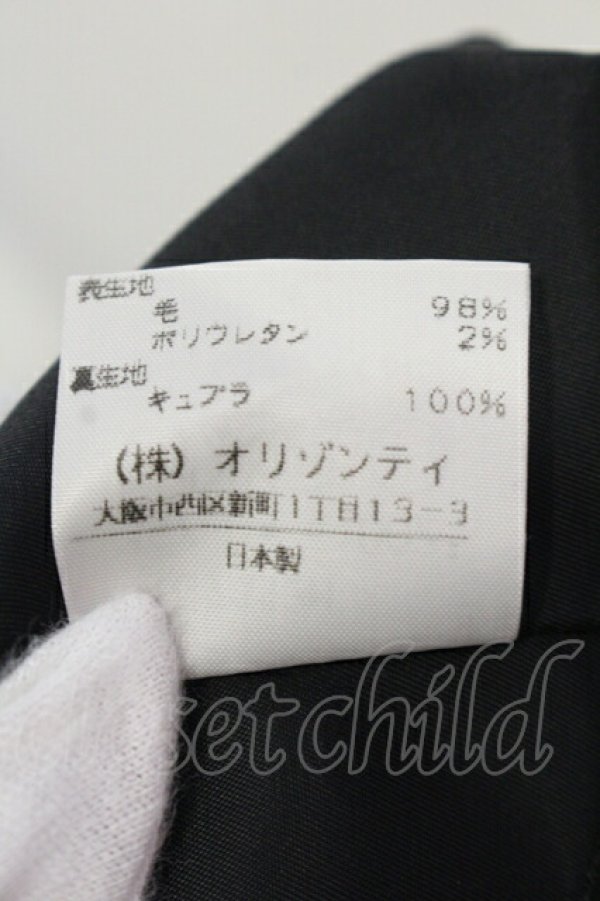 表生地
毛 98%
ポリウレタン 2%
裏生地
キュプラ 100%
(株) オリゾンティ
大阪市西区新町1丁目13-3
日本製
setchild